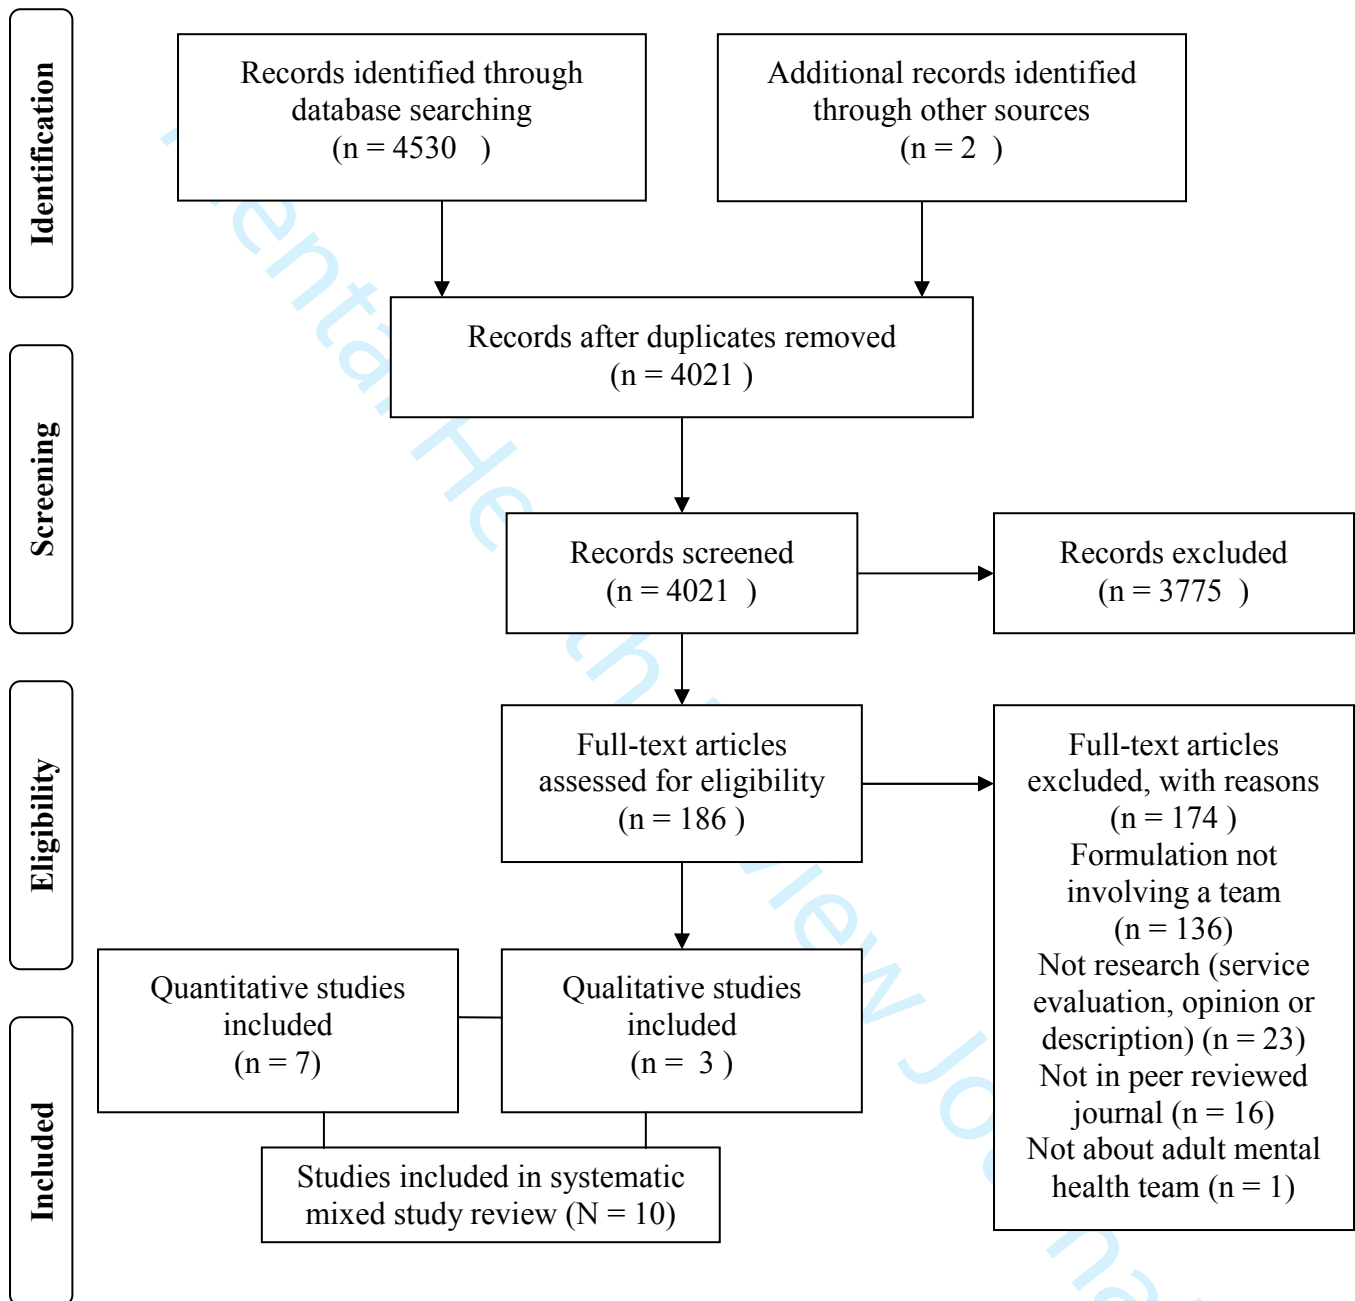 Identification
Records identified through
database searching
(n = 4530 )
Additional records identified
through other sources
(n = 2 )
Records after duplicates removed
(n = 4021 )
Screening
Records screened
(n = 4021 )
Records excluded
(n = 3775 )
Eligibility
Full-text articles
assessed for eligibility
(n = 186 )
Full-text articles
excluded, with reasons
(n = 174 )
Formulation not
involving a team
(n = 136)
Not research (service
evaluation, opinion or
description) (n = 23)
Not in peer reviewed
journal (n = 16)
Not about adult mental
health team (n = 1)
Quantitative studies
included
(n = 7)
Qualitative studies
included
(n = 3 )
Included
Studies included in systematic
mixed study review (N = 10)